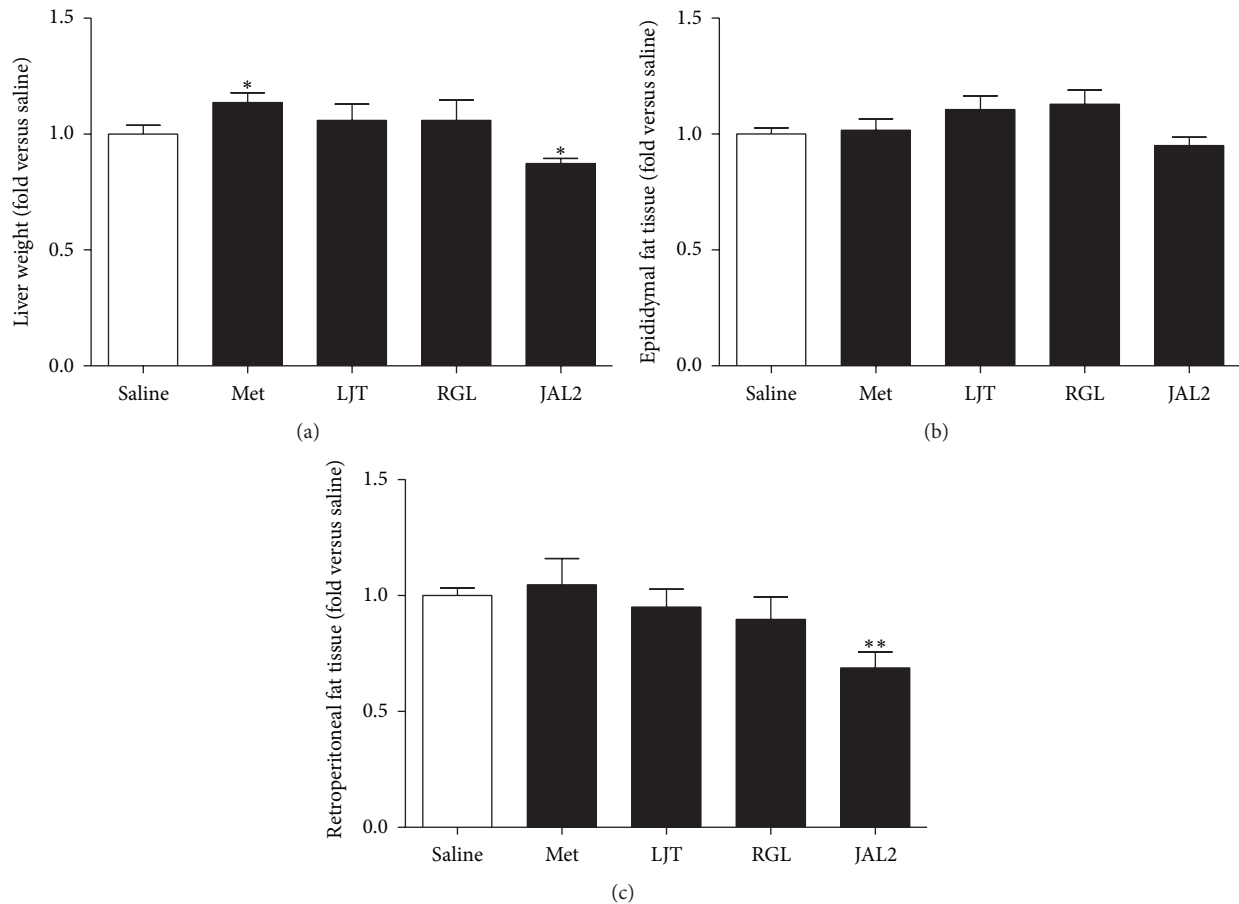 Liver weight (fold versus saline)
1.5
1.0
0.5
0.0
*
*
Saline Met LJT RGL JAL2
(a)
Epididymal fat tissue (fold versus saline)
1.5
1.0
0.5
0.0
Saline Met LJT RGL JAL2
(b)
Retroperitoneal fat tissue (fold versus saline)
1.5
1.0
0.5
0.0
**
Saline Met LJT RGL JAL2
(c)